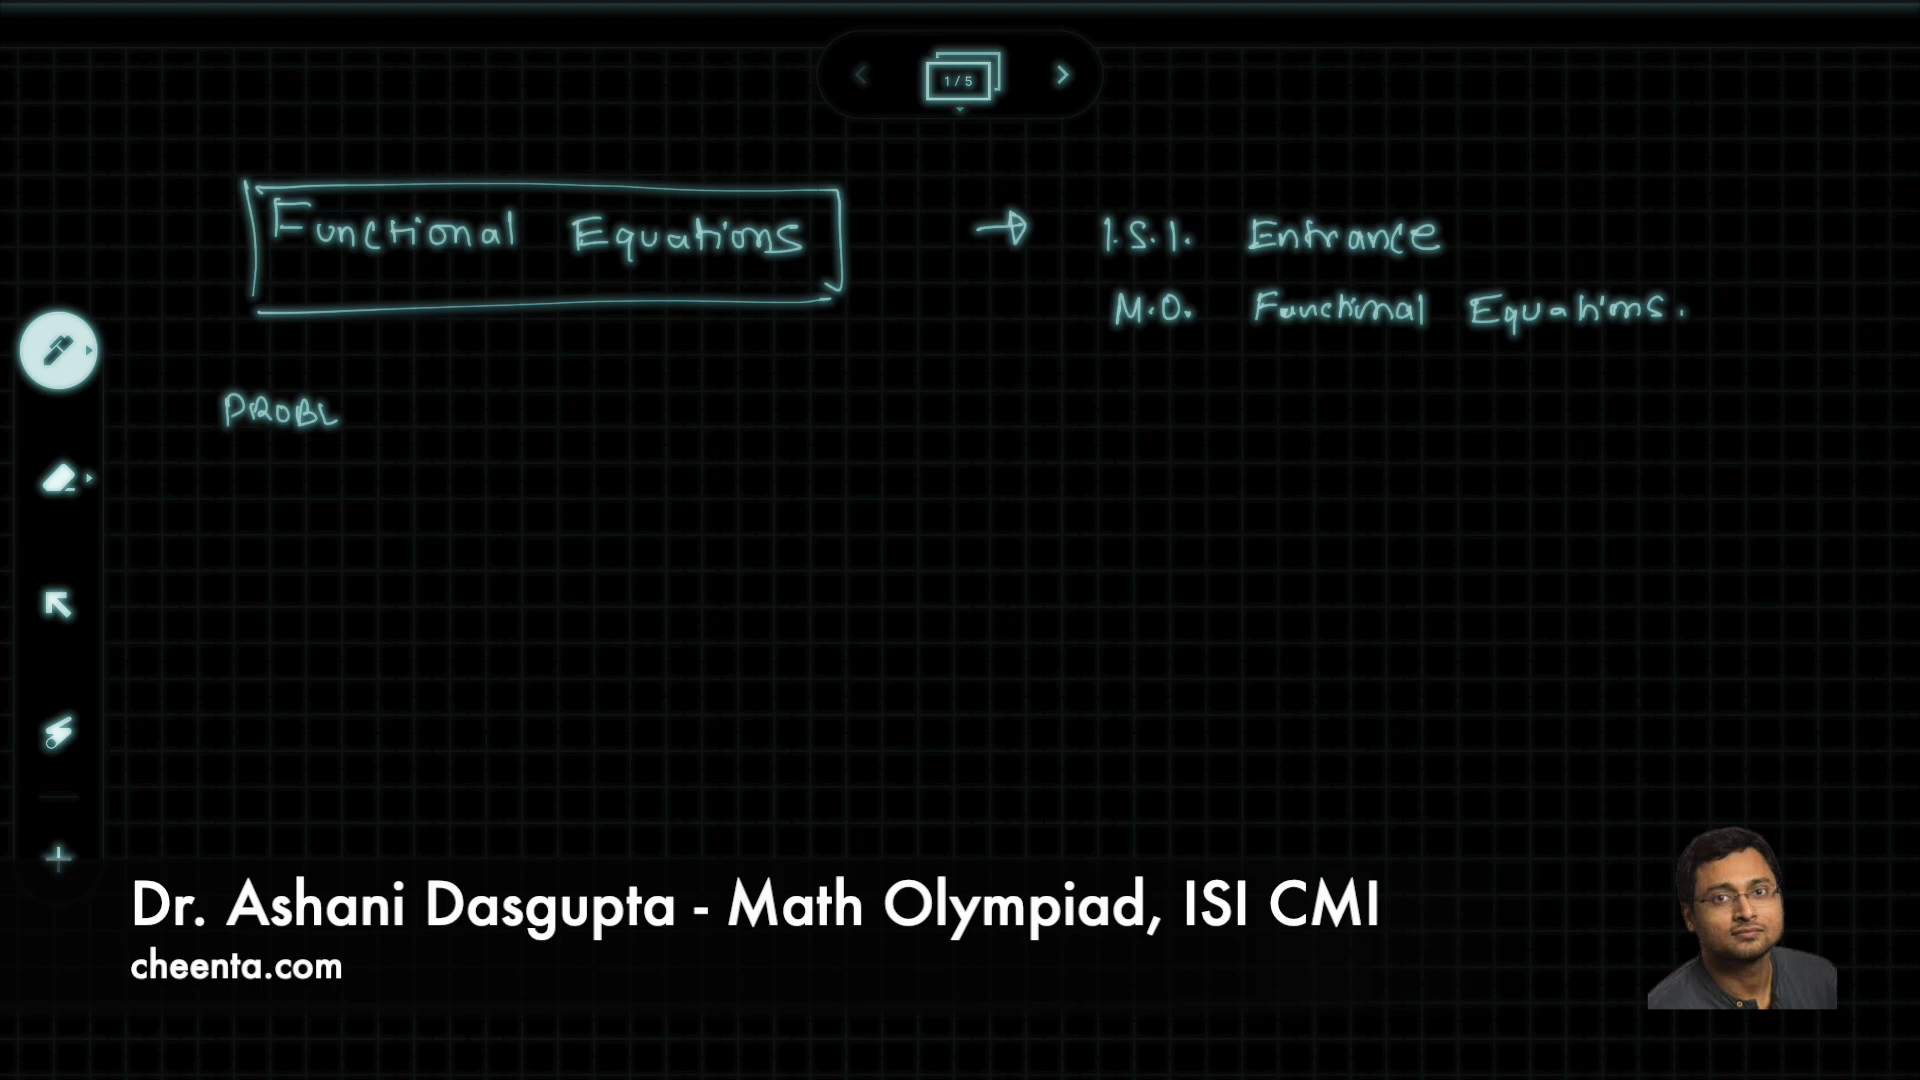 1 / 5
Functional Equations → I.S.I. Entrance
M.O. Functional Equations.
PROBL
Dr. Ashani Dasgupta - Math Olympiad, ISI CMI
cheenta.com